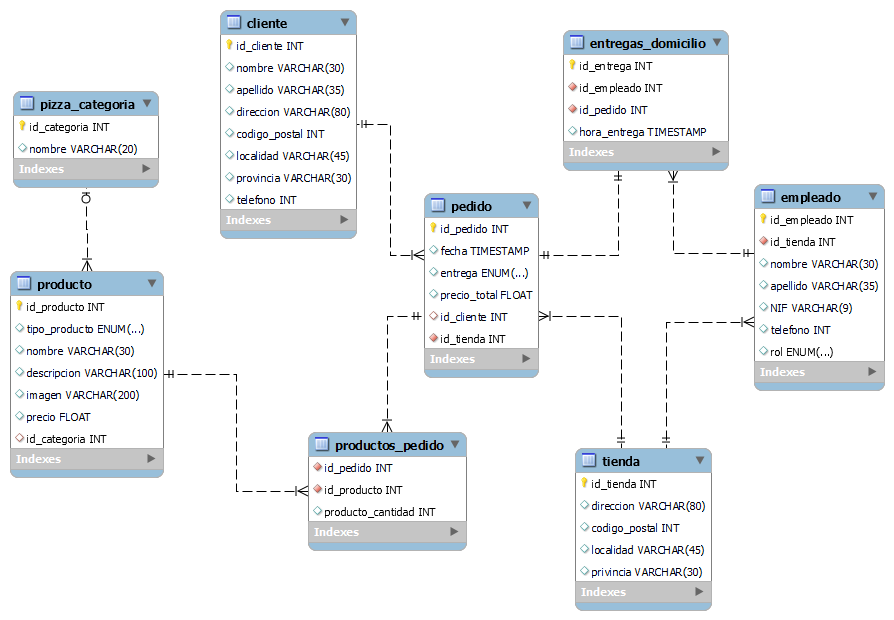 cliente
id_cliente INT
nombre VARCHAR(30)
apellido VARCHAR(35)
direccion VARCHAR(80)
codigo_postal INT
localidad VARCHAR(45)
provincia VARCHAR(30)
telefono INT
Indexes
entregas_domicilio
id_entrega INT
id_empleado INT
id_pedido INT
hora_entrega TIMESTAMP
Indexes
pizza_categoria
id_categoria INT
nombre VARCHAR(20)
Indexes
pedido
id_pedido INT
fecha TIMESTAMP
entrega ENUM(...)
precio_total FLOAT
id_cliente INT
id_tienda INT
Indexes
empleado
id_empleado INT
id_tienda INT
nombre VARCHAR(30)
apellido VARCHAR(35)
NIF VARCHAR(9)
telefono INT
rol ENUM(...)
Indexes
producto
id_producto INT
tipo_producto ENUM(...)
nombre VARCHAR(30)
descripcion VARCHAR(100)
imagen VARCHAR(200)
precio FLOAT
id_categoria INT
Indexes
productos_pedido
id_pedido INT
id_producto INT
producto_cantidad INT
Indexes
tienda
id_tienda INT
direccion VARCHAR(80)
codigo_postal INT
localidad VARCHAR(45)
privincia VARCHAR(30)
Indexes